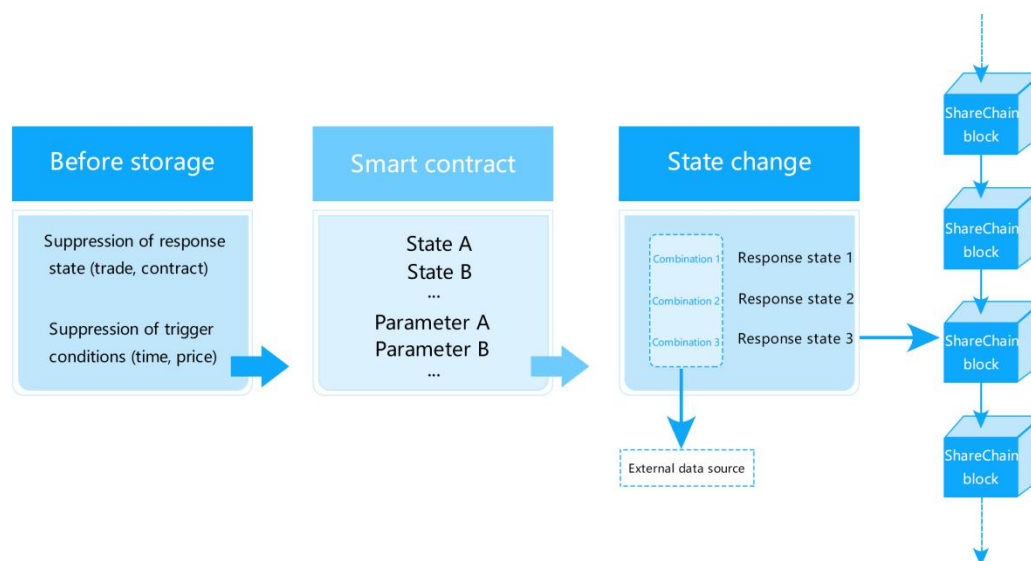 Before storage
Suppression of response
state (trade, contract)
Suppression of trigger
conditions (time, price)
Smart contract
State A
State B
...
Parameter A
Parameter B
...
State change
Combination 1
Response state 1
Combination 2
Response state 2
Combination 3
Response state 3
External data source
ShareChain
block
ShareChain
block
ShareChain
block
ShareChain
block